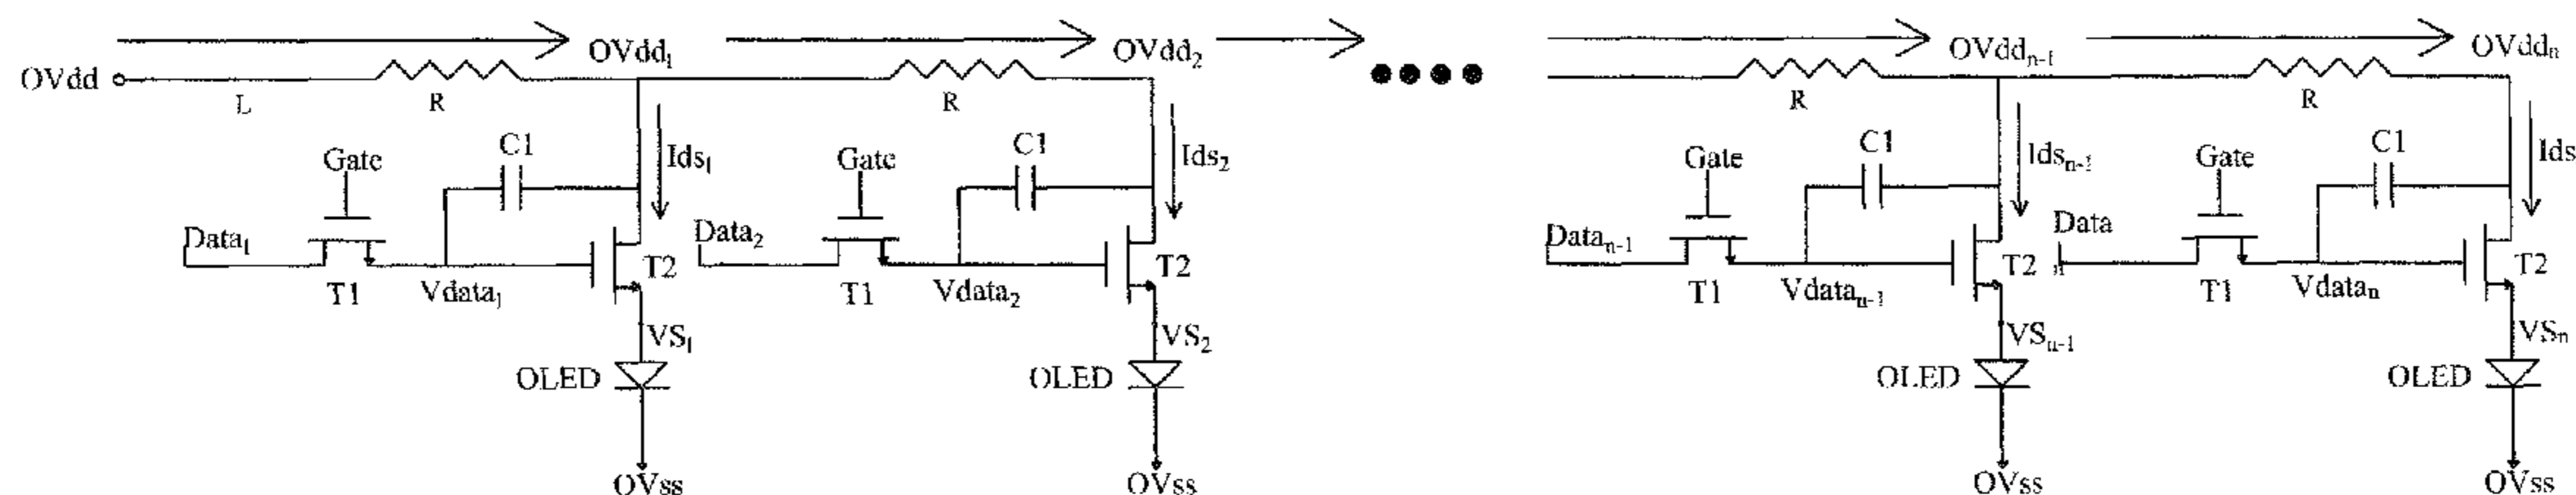 OVdd₁ OVdd₂ OVddₙ₋₁ OVddₙ
OVdd L R R R R
Gate C1 Ids₁ Gate C1 Ids₂ Gate C1 Idsₙ₋₁ Gate C1 Ids
Data₁ Data₂ Dataₙ₋₁ Data
T2 T2 T2 n T2
T1 Vdata₁ T1 Vdata₂ T1 Vdataₙ₋₁ T1 Vdataₙ
VS₁ VS₂ VSₙ₋₁ VSₙ
OLED OLED OLED OLED
OVss OVss OVss OVss